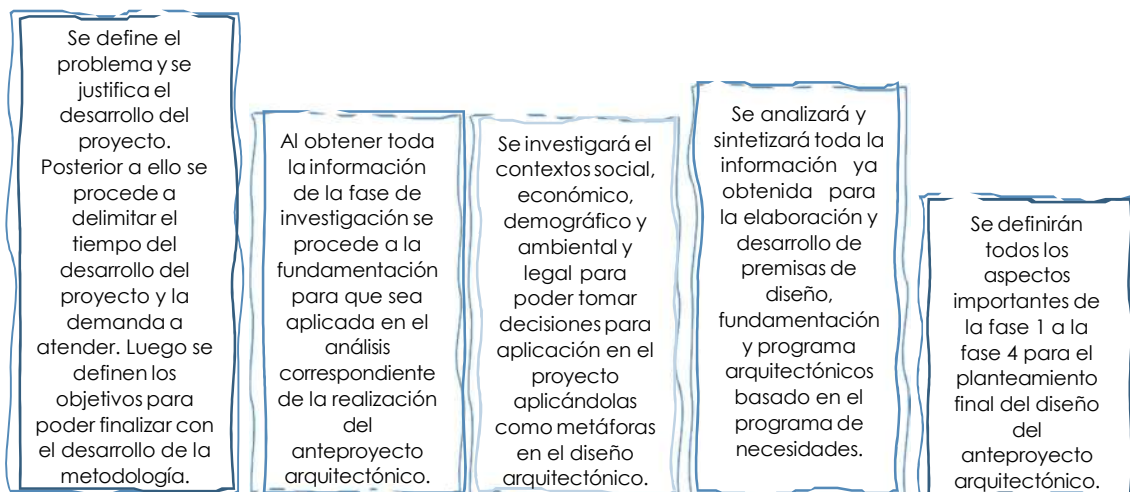 Se define el
problema y se
justifica el
desarrollo del
proyecto.
Posterior a ello se
procede a
delimitar el
tiempo del
desarrollo del
proyecto y la
demanda a
atender. Luego se
definen los
objetivos para
poder finalizar con
el desarrollo de la
metodología.
Al obtener toda
la información
de la fase de
investigación se
procede a la
fundamentación
para que sea
aplicada en el
análisis
correspondiente
de la realización
del
anteproyecto
arquitectónico.
Se investigará el
contextos social,
económico,
demográfico y
ambiental y
legal para
poder tomar
decisiones para
aplicación en el
proyecto
aplicándolas
como metáforas
en el diseño
arquitectónico.
Se analizará y
sintetizará toda la
información ya
obtenida para
la elaboración y
desarrollo de
premisas de
diseño,
fundamentación
y programa
arquitectónicos
basado en el
programa de
necesidades.
Se definirán
todos los
aspectos
importantes de
la fase 1 a la
fase 4 para el
planteamiento
final del diseño
del
anteproyecto
arquitectónico.